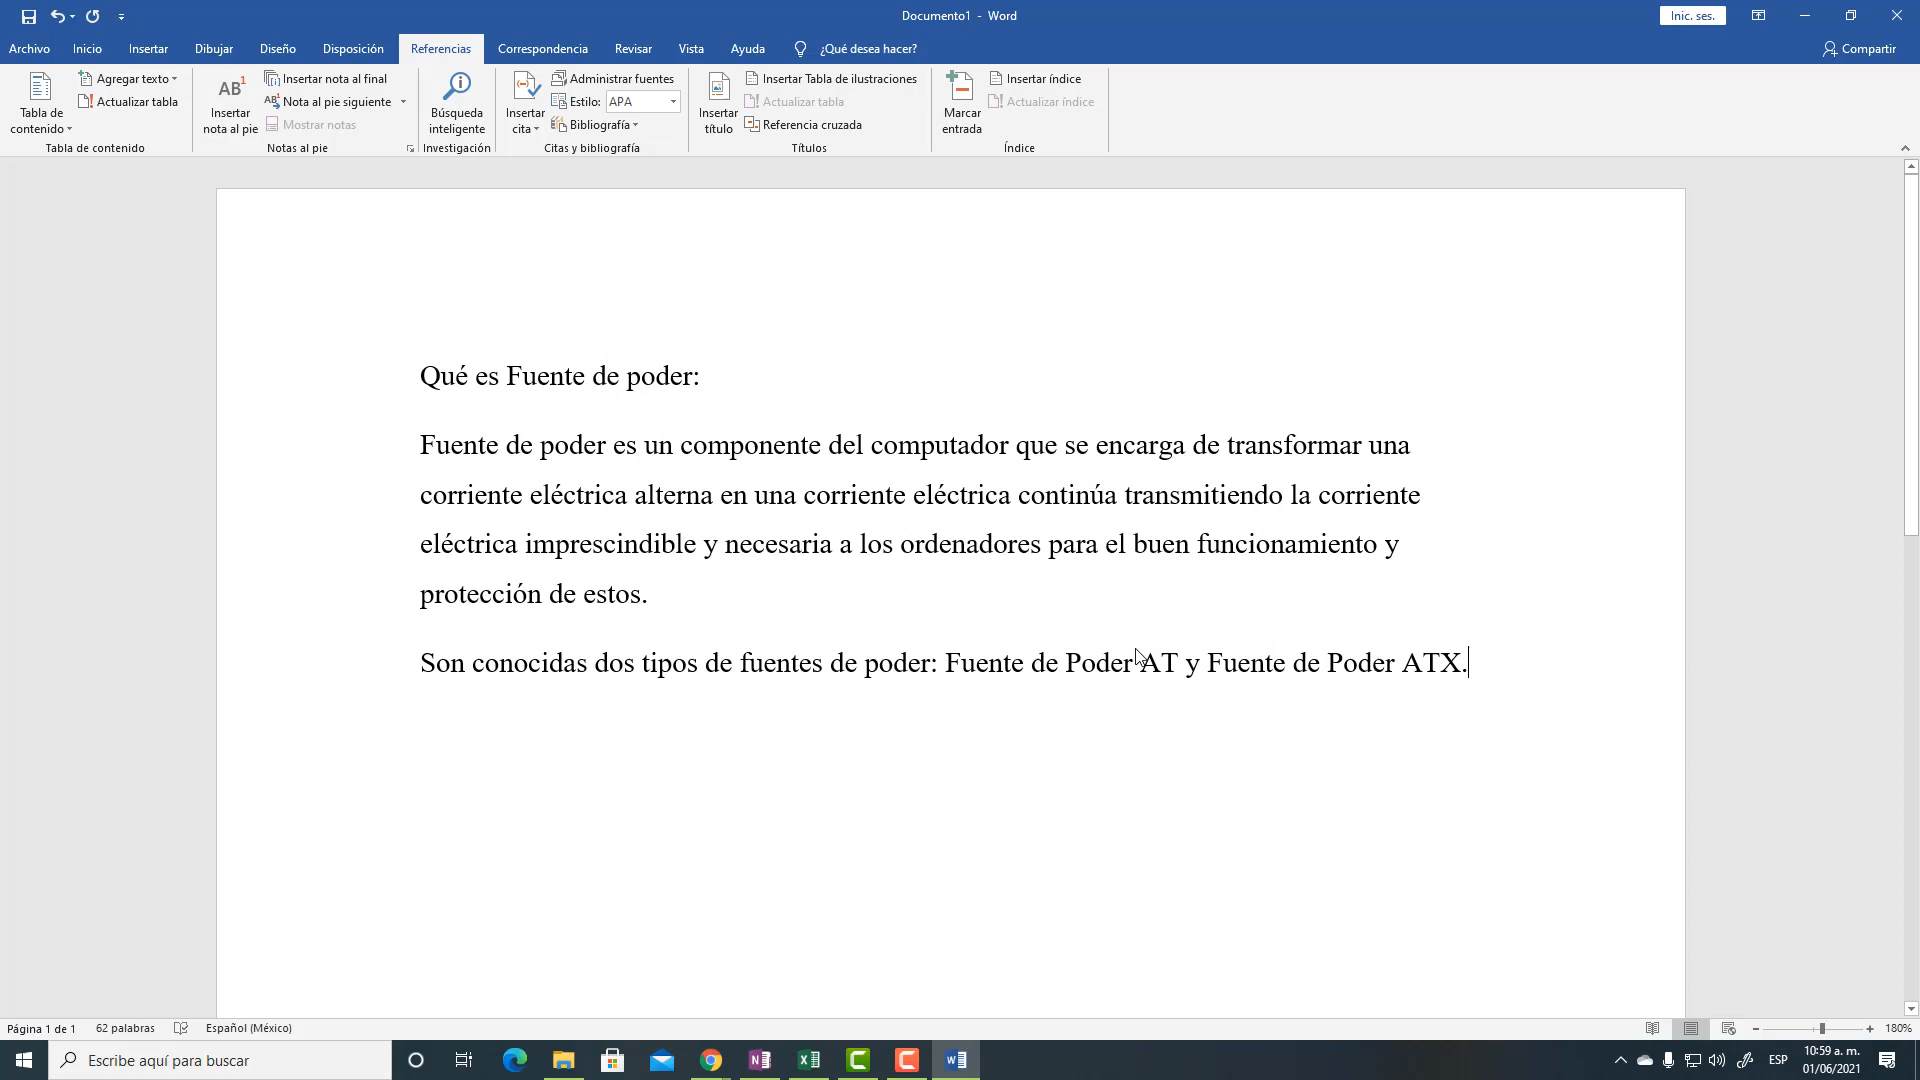 Documento1 - Word
Inic. ses.
Archivo Inicio Insertar Dibujar Diseño Disposición Referencias Correspondencia Revisar Vista Ayuda ¿Qué desea hacer? Compartir
Tabla de contenido
Agregar texto
Actualizar tabla
Tabla de contenido
AB1
Insertar nota al pie
Insertar nota al final
Nota al pie siguiente
Mostrar notas
Notas al pie
Búsqueda inteligente
Investigación
Insertar cita
Administrar fuentes
Estilo: APA
Bibliografía
Citas y bibliografía
Insertar título
Insertar Tabla de ilustraciones
Actualizar tabla
Referencia cruzada
Títulos
Marcar entrada
Insertar índice
Actualizar índice
Índice
Qué es Fuente de poder:
Fuente de poder es un componente del computador que se encarga de transformar una
corriente eléctrica alterna en una corriente eléctrica continúa transmitiendo la corriente
eléctrica imprescindible y necesaria a los ordenadores para el buen funcionamiento y
protección de estos.
Son conocidas dos tipos de fuentes de poder: Fuente de Poder AT y Fuente de Poder ATX.
Página 1 de 1 62 palabras Español (México) 180%
Escribe aquí para buscar
ESP
10:59 a. m.
01/06/2021